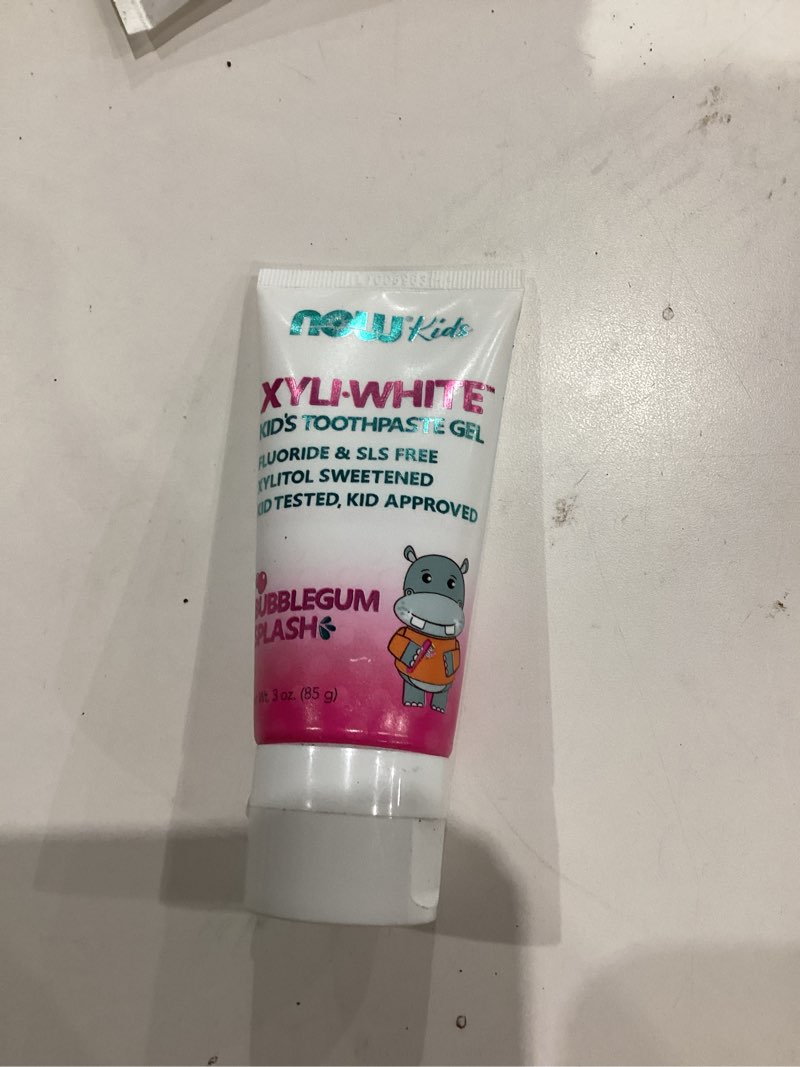 now® Kids
XYLI-WHITE™
KID'S TOOTHPASTE GEL
FLUORIDE & SLS FREE
XYLITOL SWEETENED
KID TESTED, KID APPROVED
BUBBLEGUM
SPLASH
Wt. 3 oz. (85 g)